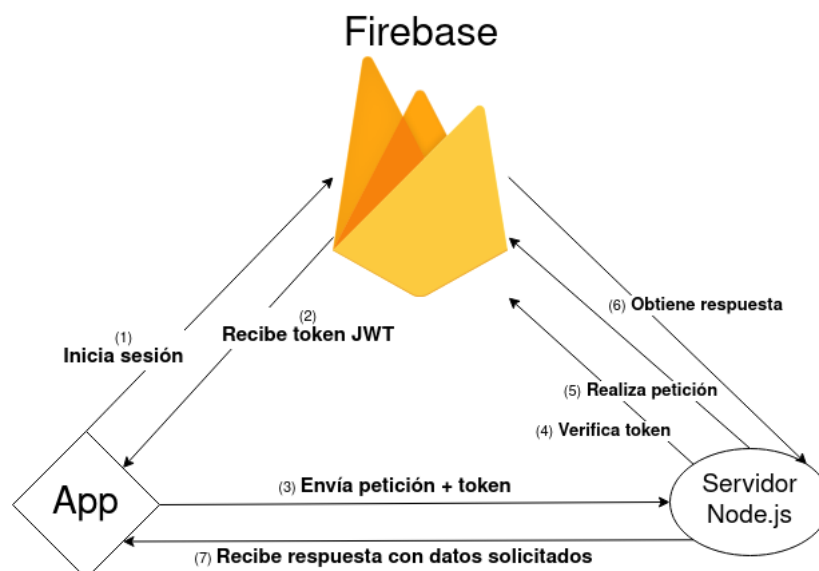 Firebase
(1)
Inicia sesión
(2)
Recibe token JWT
(6) Obtiene respuesta
(5) Realiza petición
(4) Verifica token
App
(3) Envía petición + token
Servidor
Node.js
(7) Recibe respuesta con datos solicitados